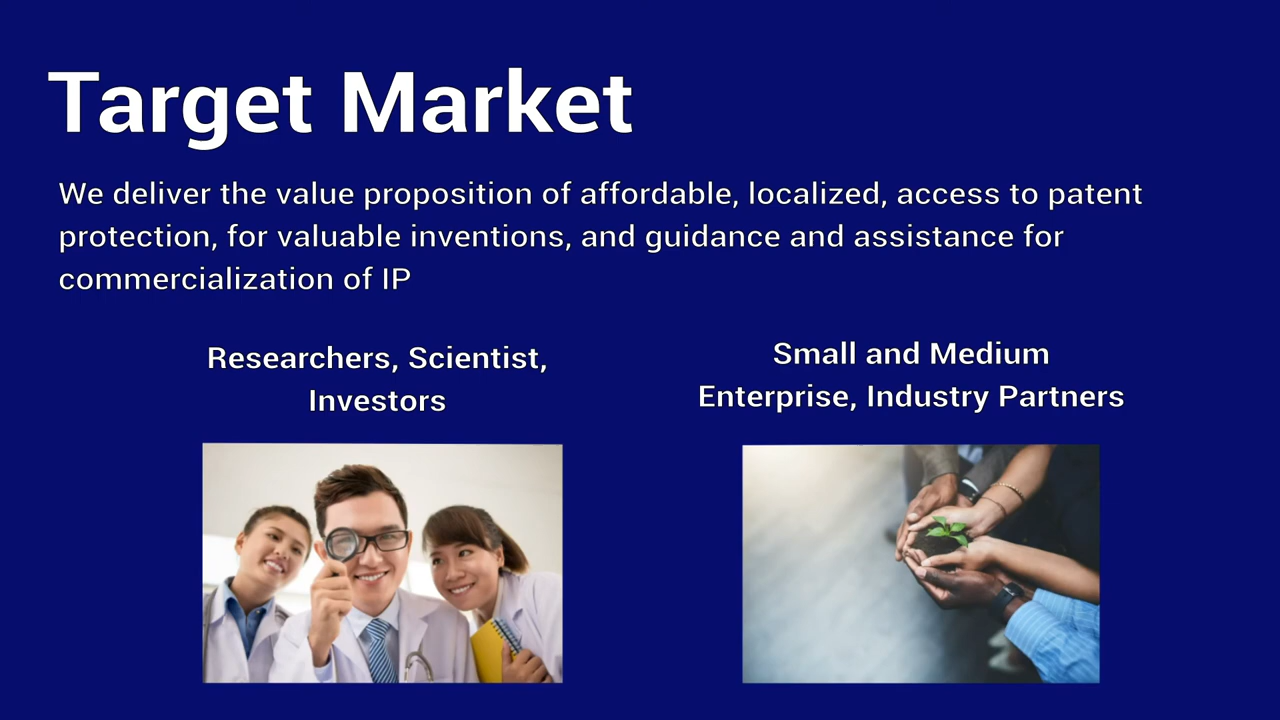 Target Market
We deliver the value proposition of affordable, localized, access to patent
protection, for valuable inventions, and guidance and assistance for
commercialization of IP
Researchers, Scientist,
Investors
Small and Medium
Enterprise, Industry Partners